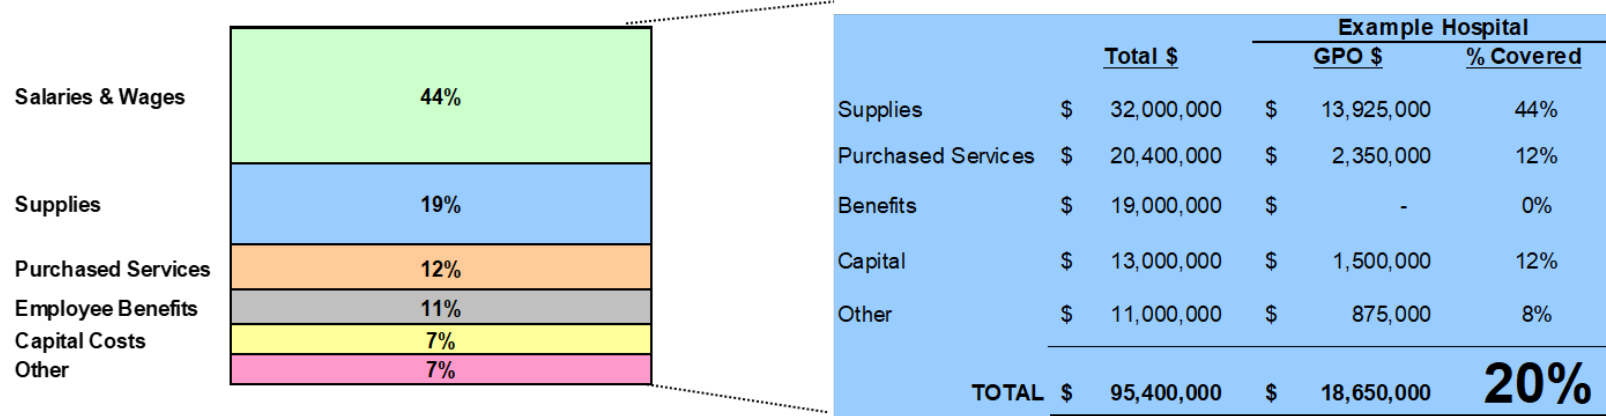 Salaries & Wages 44%
Supplies 19%
Purchased Services 12%
Employee Benefits 11%
Capital Costs 7%
Other 7%
Example Hospital
Total $ GPO $ % Covered
Supplies $ 32,000,000 $ 13,925,000 44%
Purchased Services $ 20,400,000 $ 2,350,000 12%
Benefits $ 19,000,000 $ - 0%
Capital $ 13,000,000 $ 1,500,000 12%
Other $ 11,000,000 $ 875,000 8%
TOTAL $ 95,400,000 $ 18,650,000 20%